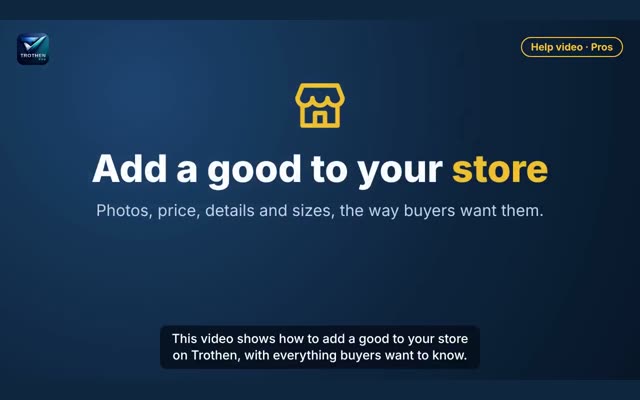 TROTHEN
Help video · Pros
Add a good to your store
Photos, price, details and sizes, the way buyers want them.
This video shows how to add a good to your store
on Trothen, with everything buyers want to know.